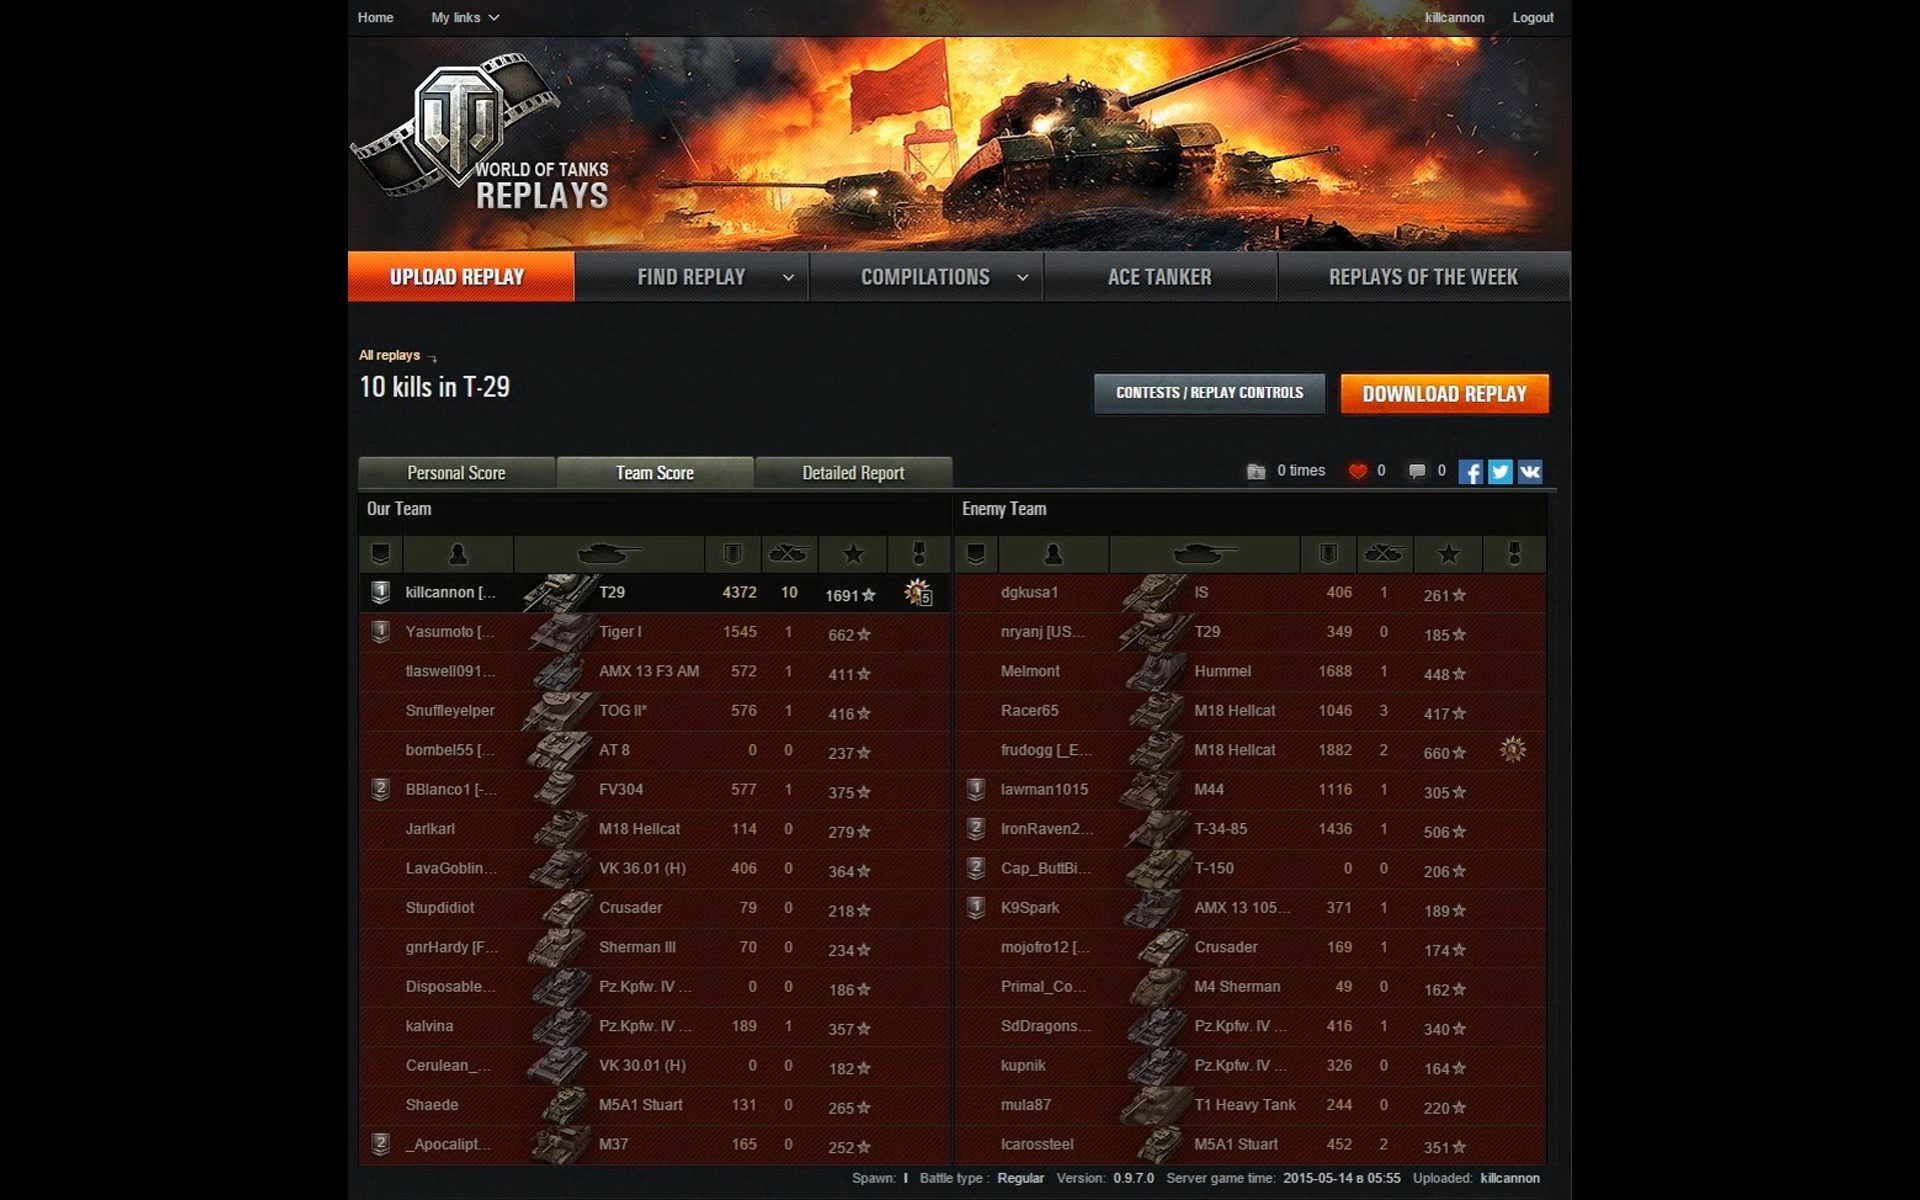 Home My links killcannon Logout
WORLD OF TANKS
REPLAYS
UPLOAD REPLAY FIND REPLAY COMPILATIONS ACE TANKER REPLAYS OF THE WEEK
All replays
10 kills in T-29
CONTESTS / REPLAY CONTROLS DOWNLOAD REPLAY
Personal Score Team Score Detailed Report 0 times 0 0
Our Team Enemy Team
1 killcannon [... T29 4372 10 1691 5 dgkusa1 IS 406 1 261
1 Yasumoto [... Tiger I 1545 1 662 nryanj [US... T29 349 0 185
tlaswell091... AMX 13 F3 AM 572 1 411 Melmont Hummel 1688 1 448
Snuffleyelper TOG II* 576 1 416 Racer65 M18 Hellcat 1046 3 417
bombel55 [... AT 8 0 0 237 frudogg [_E... M18 Hellcat 1882 2 660
2 BBlanco1 [-... FV304 577 1 375 1 lawman1015 M44 1116 1 305
Jarlkarl M18 Hellcat 114 0 279 2 IronRaven2... T-34-85 1436 1 506
LavaGoblin... VK 36.01 (H) 406 0 364 2 Cap_ButtBi... T-150 0 0 206
Stupdidiot Crusader 79 0 218 1 K9Spark AMX 13 105... 371 1 189
gnrHardy [F... Sherman III 70 0 234 mojofro12 [... Crusader 169 1 174
Disposable... Pz.Kpfw. IV ... 0 0 186 Primal_Co... M4 Sherman 49 0 162
kalvina Pz.Kpfw. IV ... 189 1 357 SdDragons... Pz.Kpfw. IV ... 416 1 340
Cerulean_... VK 30.01 (H) 0 0 182 kupnik Pz.Kpfw. IV ... 326 0 164
Shaede M5A1 Stuart 131 0 265 mula87 T1 Heavy Tank 244 0 220
2 _Apocalipt... M37 165 0 252 Icarossteel M5A1 Stuart 452 2 351
Spawn: I Battle type : Regular Version: 0.9.7.0 Server game time: 2015-05-14 в 05:55 Uploaded: killcannon